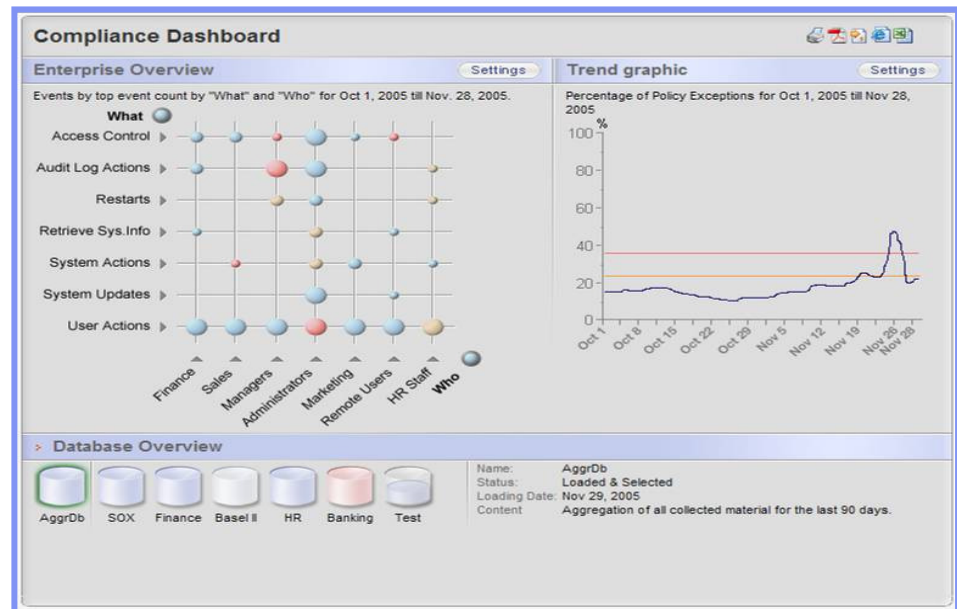 Compliance Dashboard
Enterprise Overview
Settings
Events by top event count by "What" and "Who" for Oct 1, 2005 till Nov. 28, 2005.
What
Access Control
Audit Log Actions
Restarts
Retrieve Sys.Info
System Actions
System Updates
User Actions
Finance
Sales
Managers
Administrators
Marketing
Remote Users
HR Staff
Who
Trend graphic
Settings
Percentage of Policy Exceptions for Oct 1, 2005 till Nov 28,
2005
%
100
80
60
40
20
0
Oct 1
Oct 8
Oct 15
Oct 22
Oct 29
Nov 5
Nov 12
Nov 19
Nov 26
Nov 28
Database Overview
AggrDb
SOX
Finance
Basel II
HR
Banking
Test
Name: AggrDb
Status: Loaded & Selected
Loading Date: Nov 29, 2005
Content Aggregation of all collected material for the last 90 days.